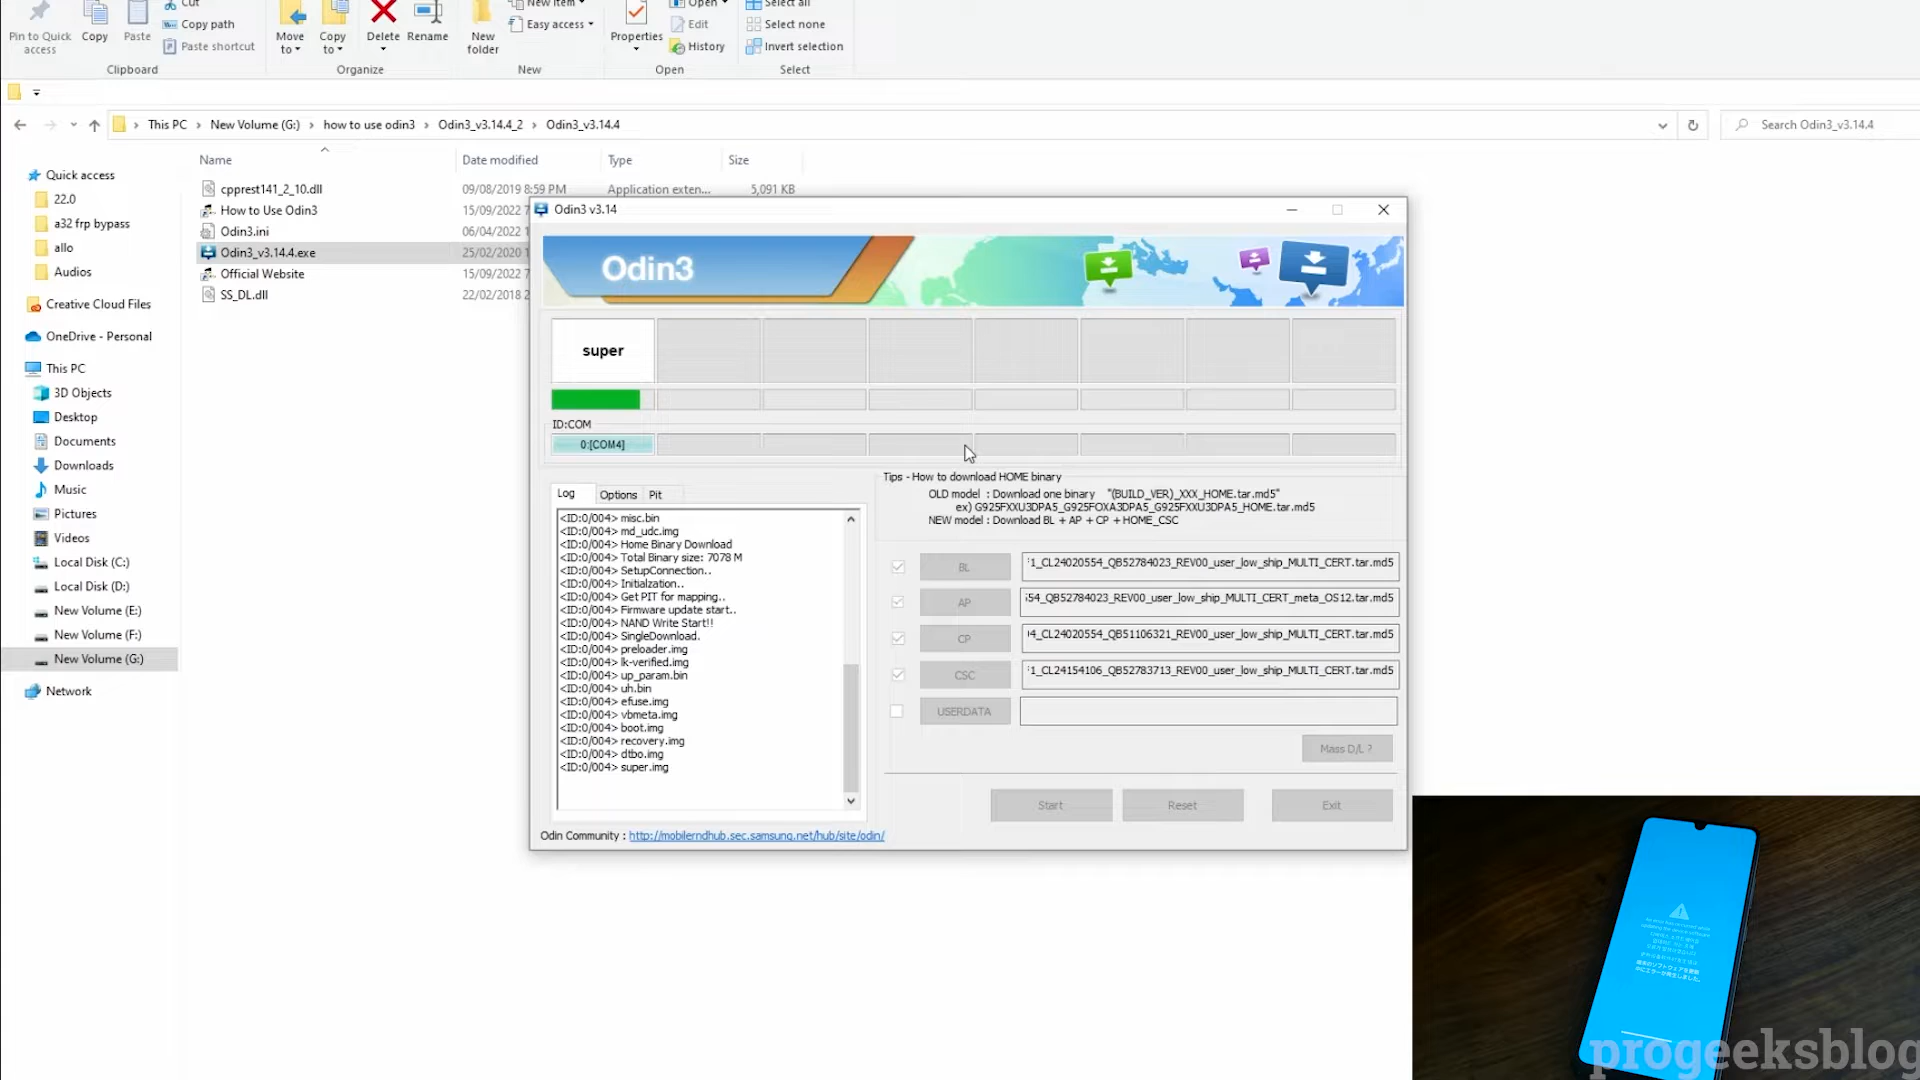 Pin to Quick
access
Copy
Paste
Cut
Copy path
Paste shortcut
Clipboard
Move
to
Copy
to
Delete
Rename
Organize
New
folder
New item
Easy access
New
Properties
Open
Edit
History
Open
Select all
Select none
Invert selection
Select
This PC > New Volume (G:) > how to use odin3 > Odin3_v3.14.4_2 > Odin3_v3.14.4
Search Odin3_v3.14.4
Name
Date modified
Type
Size
cpprest141_2_10.dll
09/08/2019 8:59 PM
Application exten...
5,091 KB
How to Use Odin3
15/09/2022 7
Odin3.ini
06/04/2022 1
Odin3_v3.14.4.exe
25/02/2020 1
Official Website
15/09/2022 7
SS_DL.dll
22/02/2018 2
Quick access
22.0
a32 frp bypass
allo
Audios
Creative Cloud Files
OneDrive - Personal
This PC
3D Objects
Desktop
Documents
Downloads
Music
Pictures
Videos
Local Disk (C:)
Local Disk (D:)
New Volume (E:)
New Volume (F:)
New Volume (G:)
Network
Odin3 v3.14
Odin3
super
ID:COM
0:[COM4]
Log
Options
Pit
<ID:0/004> misc.bin
<ID:0/004> md_udc.img
<ID:0/004> Home Binary Download
<ID:0/004> Total Binary size: 7078 M
<ID:0/004> SetupConnection..
<ID:0/004> Initialzation..
<ID:0/004> Get PIT for mapping..
<ID:0/004> Firmware update start..
<ID:0/004> NAND Write Start!!
<ID:0/004> SingleDownload.
<ID:0/004> preloader.img
<ID:0/004> lk-verified.img
<ID:0/004> up_param.bin
<ID:0/004> uh.bin
<ID:0/004> efuse.img
<ID:0/004> vbmeta.img
<ID:0/004> boot.img
<ID:0/004> recovery.img
<ID:0/004> dtbo.img
<ID:0/004> super.img
Tips - How to download HOME binary
OLD model : Download one binary "(BUILD_VER)_XXX_HOME.tar.md5"
ex) G925FXXU3DPA5_G925FOXA3DPA5_G925FXXU3DPA5_HOME.tar.md5
NEW model : Download BL + AP + CP + HOME_CSC
BL
1_CL24020554_QB52784023_REV00_user_low_ship_MULTI_CERT.tar.md5
AP
54_QB52784023_REV00_user_low_ship_MULTI_CERT_meta_OS12.tar.md5
CP
4_CL24020554_QB51106321_REV00_user_low_ship_MULTI_CERT.tar.md5
CSC
1_CL24154106_QB52783713_REV00_user_low_ship_MULTI_CERT.tar.md5
USERDATA
Mass D/L ?
Start
Reset
Exit
Odin Community : http://mobilerndhub.sec.samsung.net/hub/site/odin/
progeeksblog